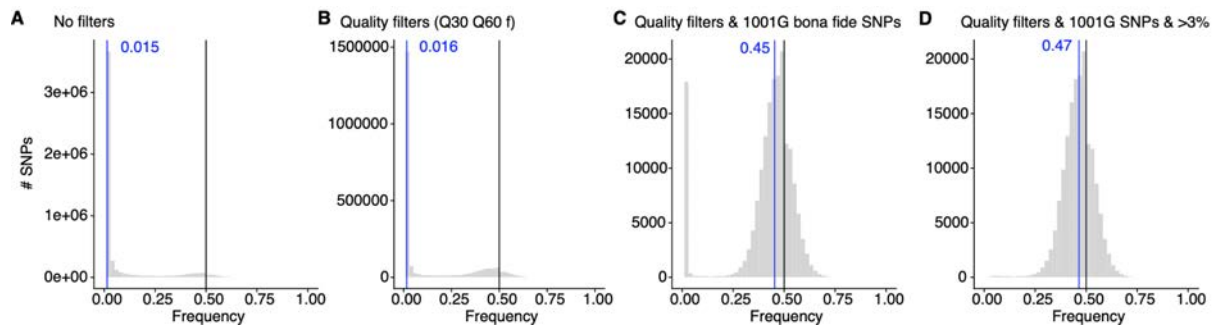 A No filters
B Quality filters (Q30 Q60 f)
C Quality filters & 1001G bona fide SNPs
D Quality filters & 1001G SNPs & >3%
0.015
0.016
0.45
0.47
# SNPs
3e+06
2e+06
1e+06
0e+00
1500000
1000000
500000
0
20000
15000
10000
5000
0
20000
15000
10000
5000
0
0.00 0.25 0.50 0.75 1.00
0.00 0.25 0.50 0.75 1.00
0.00 0.25 0.50 0.75 1.00
0.00 0.25 0.50 0.75 1.00
Frequency
Frequency
Frequency
Frequency